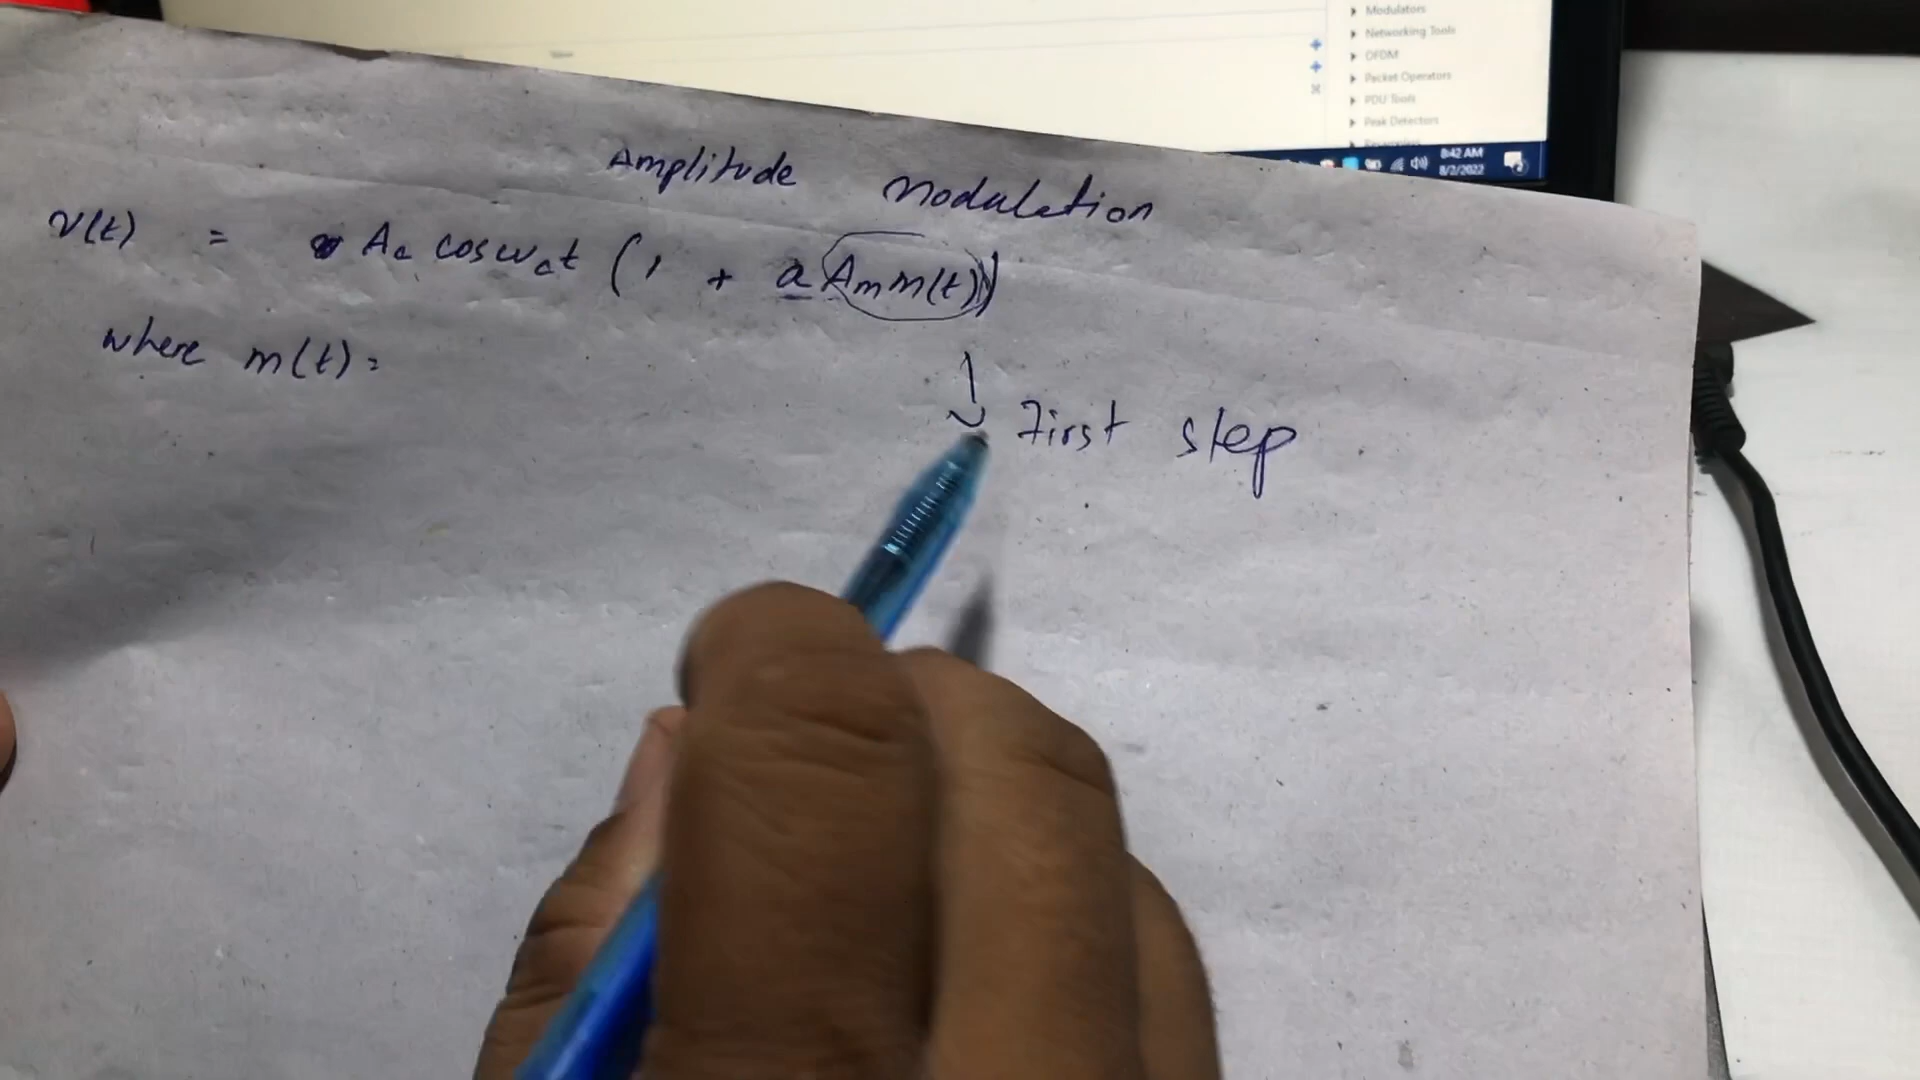 Modulators
Networking Tools
OFDM
Packet Operators
PDU Tools
Peak Detectors
8:42 AM
8/2/2022
Amplitude Modulation
v(t) = Ac cosωct (1 + a Am m(t))
where m(t) =
First step